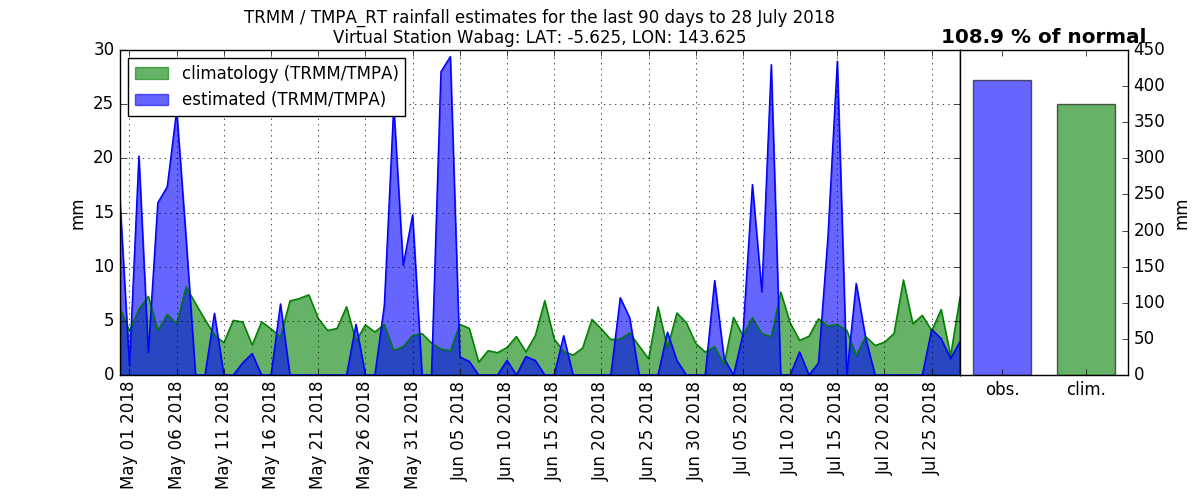 TRMM / TMPA_RT rainfall estimates for the last 90 days to 28 July 2018
Virtual Station Wabag: LAT: -5.625, LON: 143.625
108.9 % of normal
climatology (TRMM/TMPA)
estimated (TRMM/TMPA)
mm
30
25
20
15
10
5
0
May 01 2018
May 06 2018
May 11 2018
May 16 2018
May 21 2018
May 26 2018
May 31 2018
Jun 05 2018
Jun 10 2018
Jun 15 2018
Jun 20 2018
Jun 25 2018
Jun 30 2018
Jul 05 2018
Jul 10 2018
Jul 15 2018
Jul 20 2018
Jul 25 2018
obs.
clim.
450
400
350
300
250
200
150
100
50
0
mm